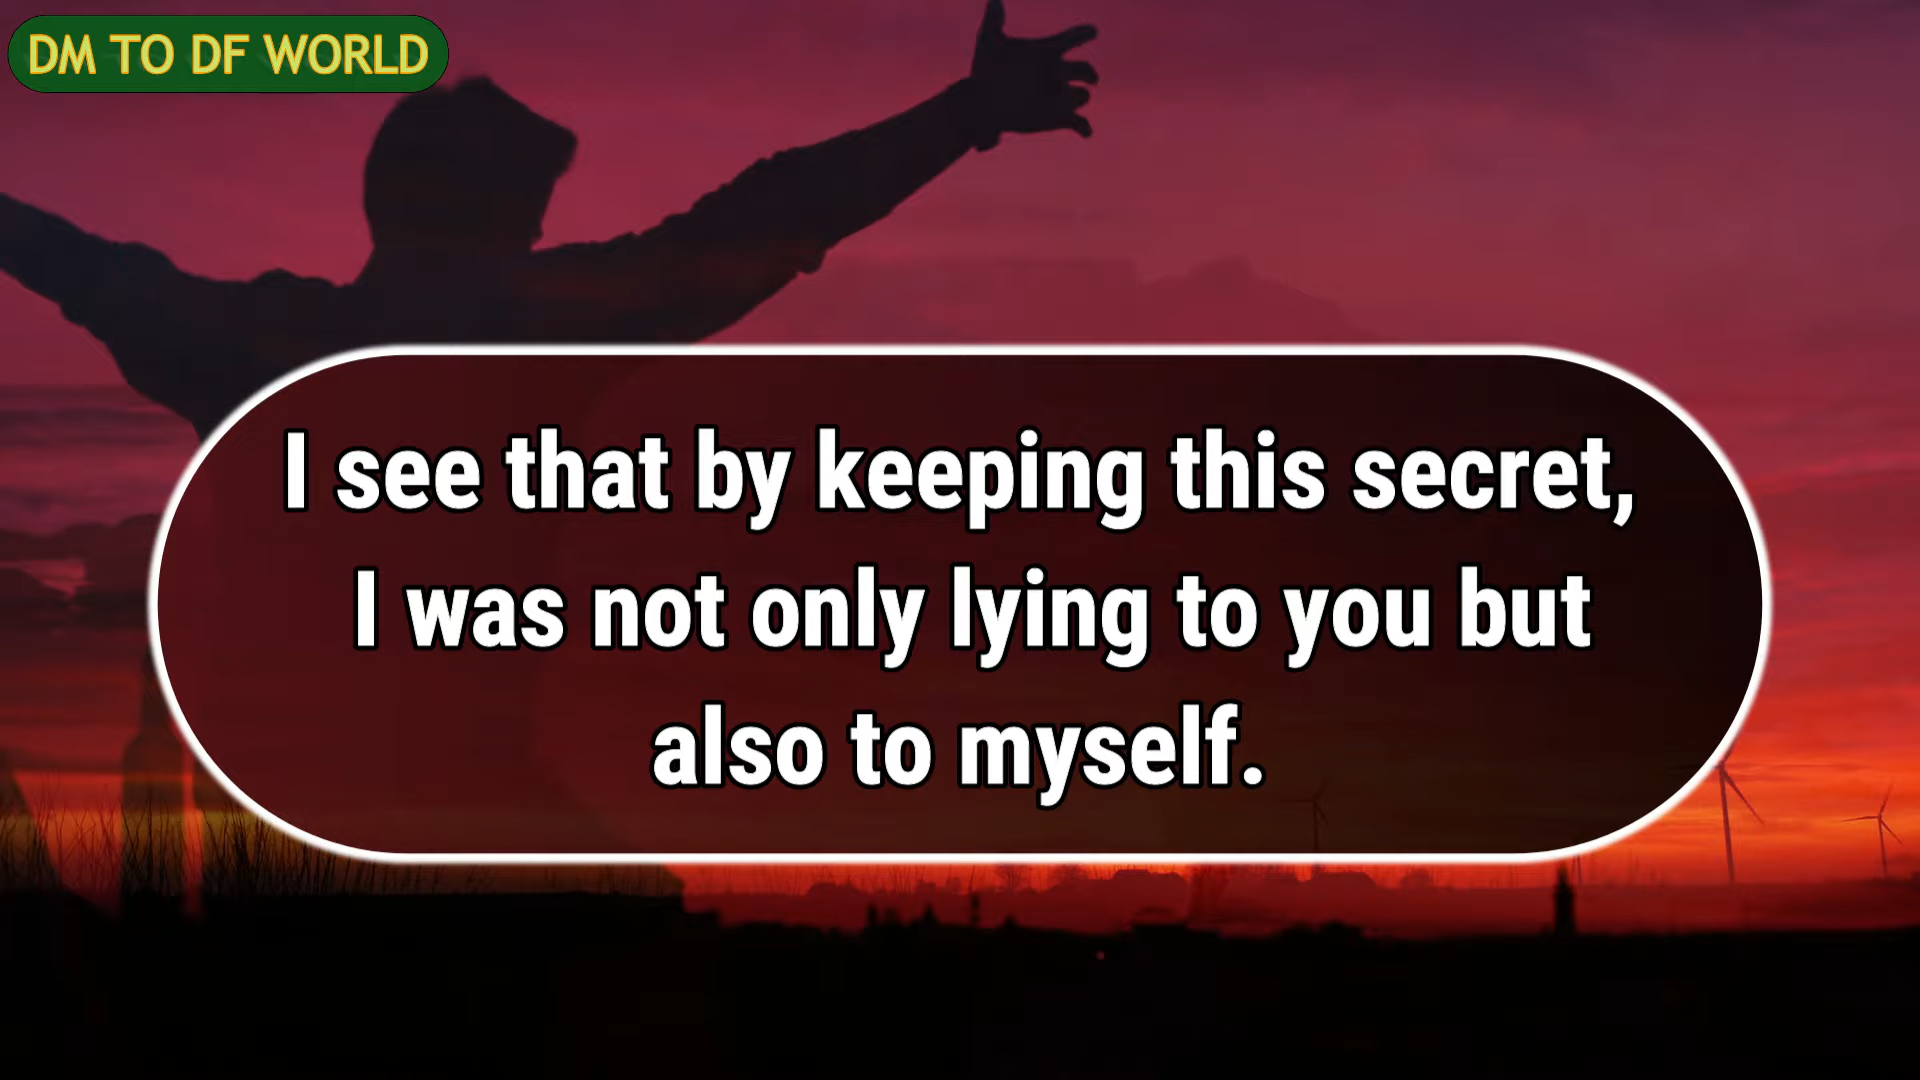 DM TO DF WORLD
I see that by keeping this secret,
I was not only lying to you but
also to myself.